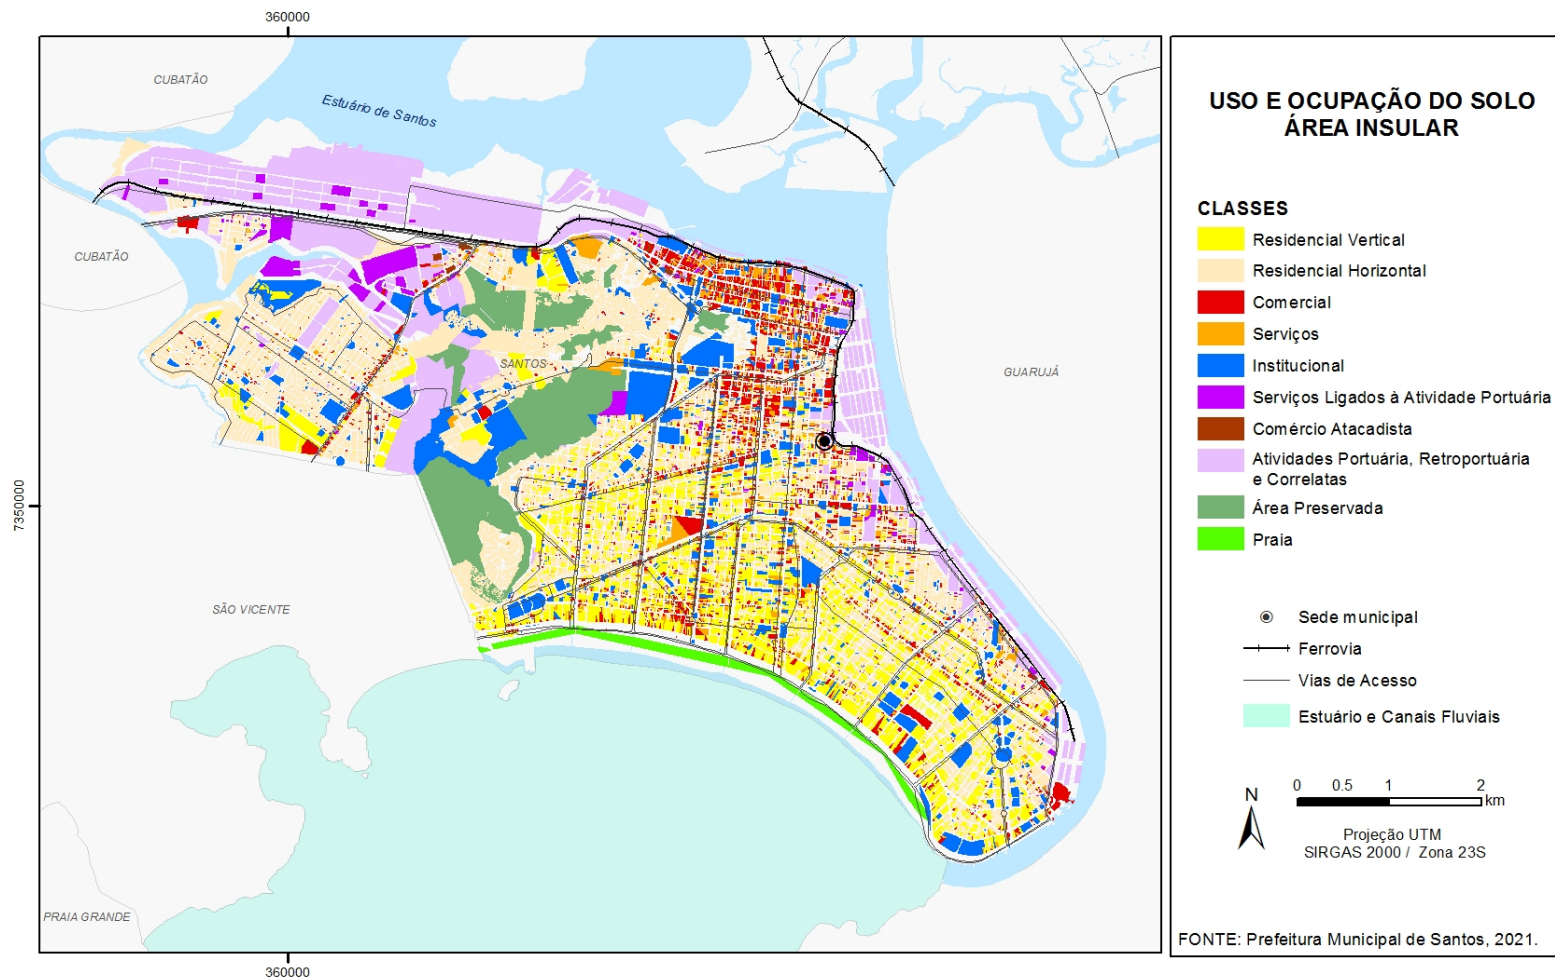 360000
CUBATÃO
Estuário de Santos
CUBATÃO
SANTOS
GUARUJÁ
7350000
SÃO VICENTE
PRAIA GRANDE
360000
USO E OCUPAÇÃO DO SOLO
ÁREA INSULAR
CLASSES
Residencial Vertical
Residencial Horizontal
Comercial
Serviços
Institucional
Serviços Ligados à Atividade Portuária
Comércio Atacadista
Atividades Portuária, Retroportuária
e Correlatas
Área Preservada
Praia
Sede municipal
Ferrovia
Vias de Acesso
Estuário e Canais Fluviais
N
0 0.5 1 2
km
Projeção UTM
SIRGAS 2000 / Zona 23S
FONTE: Prefeitura Municipal de Santos, 2021.